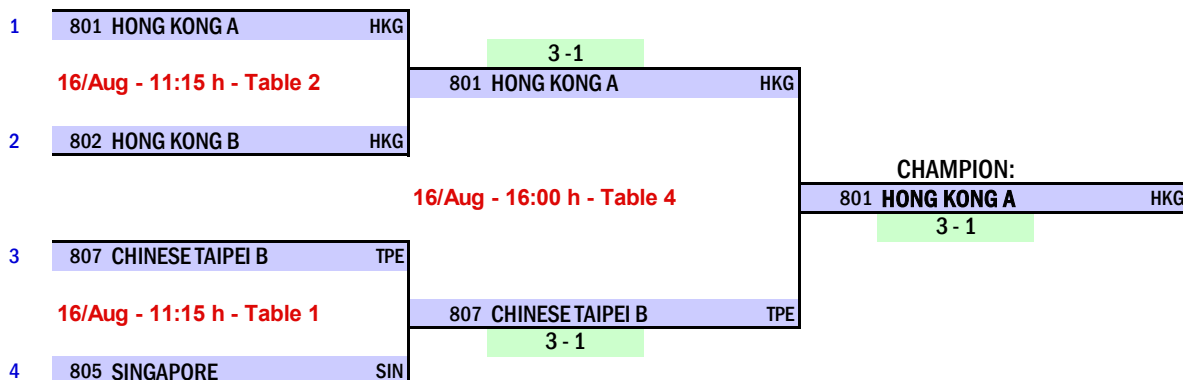 1 801 HONG KONG A HKG
3 -1
16/Aug - 11:15 h - Table 2
801 HONG KONG A HKG
2 802 HONG KONG B HKG
CHAMPION:
16/Aug - 16:00 h - Table 4
801 HONG KONG A HKG
3 - 1
3 807 CHINESE TAIPEI B TPE
16/Aug - 11:15 h - Table 1
807 CHINESE TAIPEI B TPE
3 - 1
4 805 SINGAPORE SIN